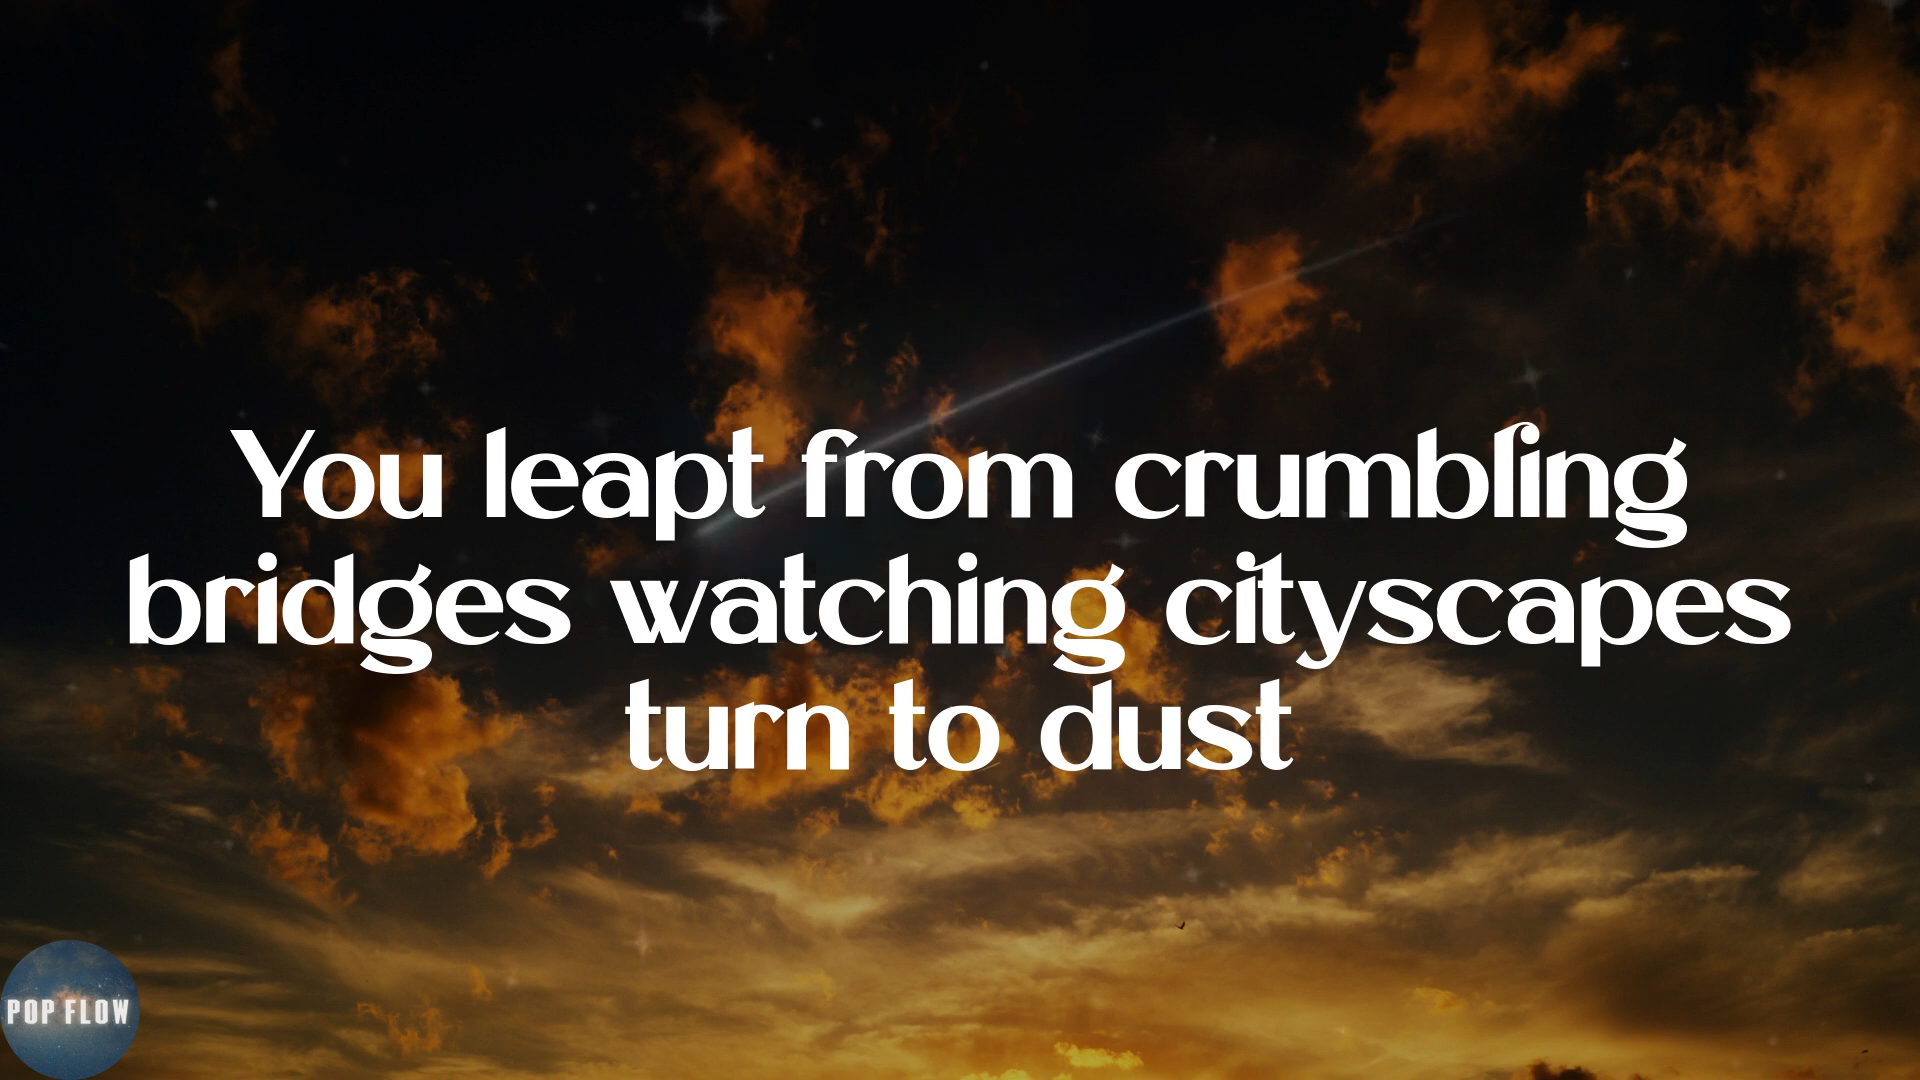 You leapt from crumbling
bridges watching cityscapes
turn to dust
POP FLOW